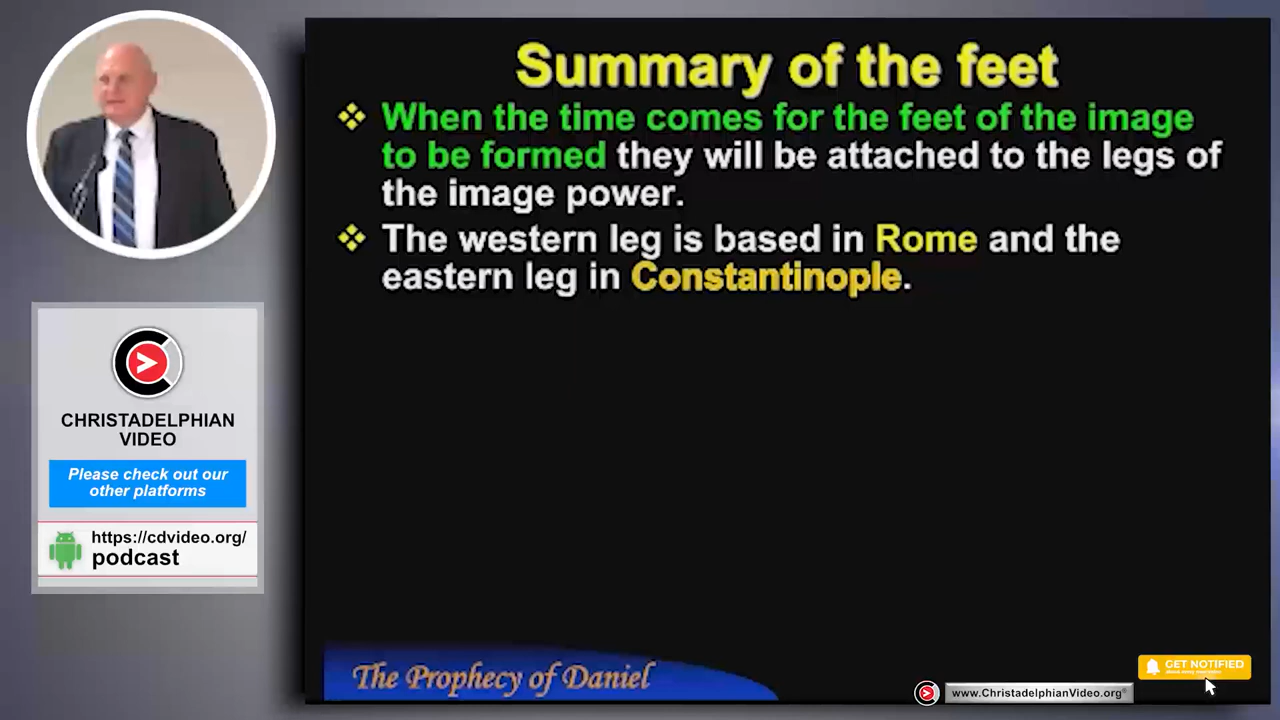 Summary of the feet
❖ When the time comes for the feet of the image
to be formed they will be attached to the legs of
the image power.
❖ The western leg is based in Rome and the
eastern leg in Constantinople.
CHRISTADELPHIAN
VIDEO
Please check out our
other platforms
https://cdvideo.org/
podcast
The Prophecy of Daniel
www.ChristadelphianVideo.org
GET NOTIFIED